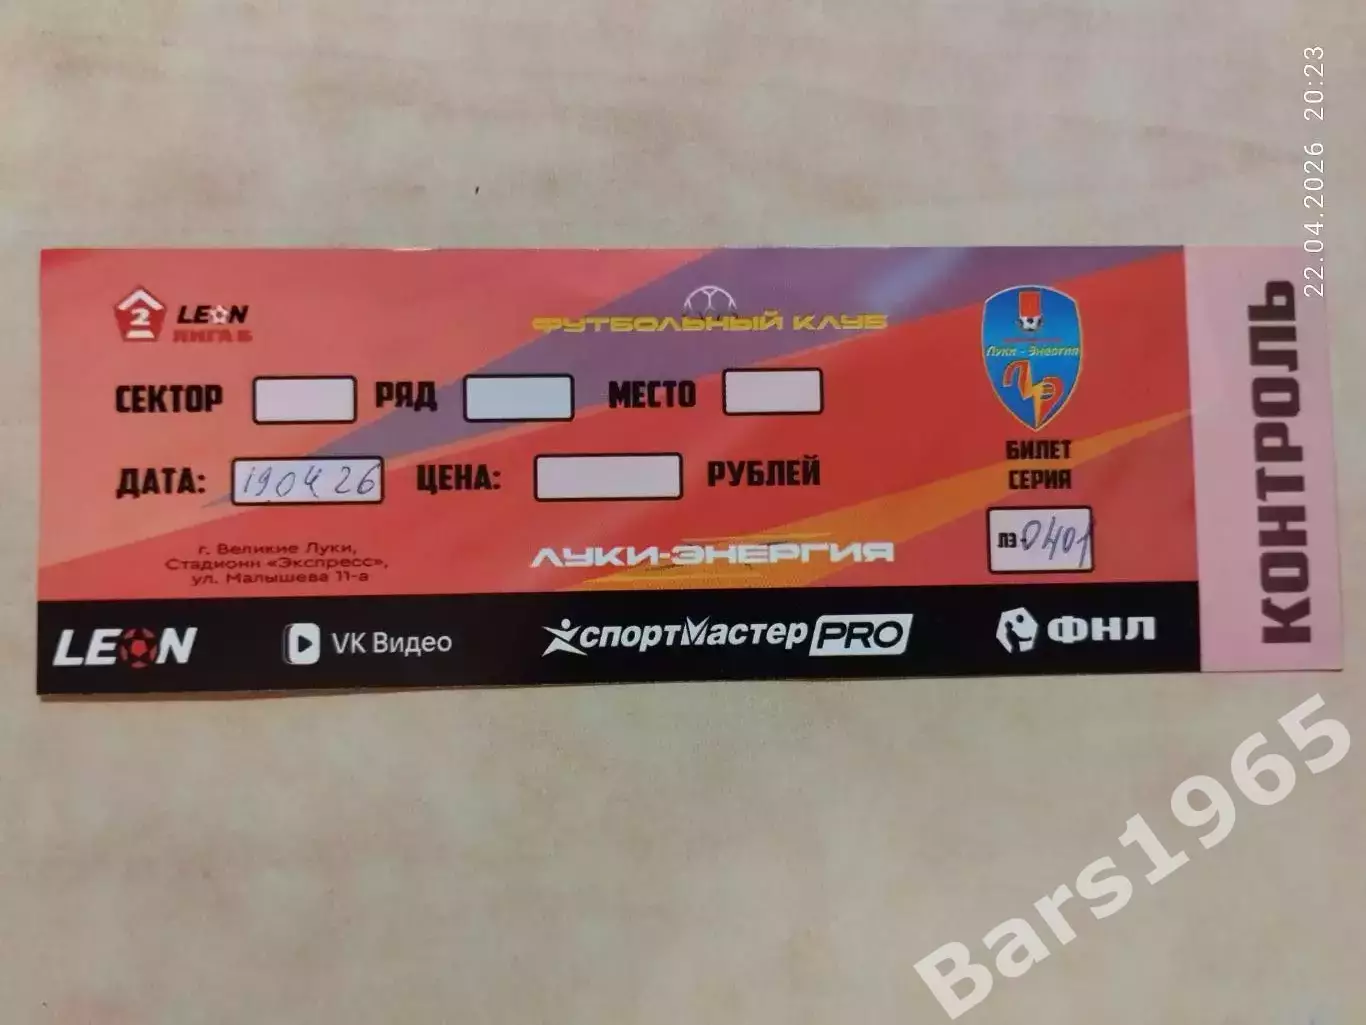 22.04.2026 20:23
2 LEON
ЛИГА Б
ФУТБОЛЬНЫЙ КЛУБ
Луки - Энергия
СЕКТОР РЯД МЕСТО
ДАТА: 19 04 26 ЦЕНА: РУБЛЕЙ
БИЛЕТ
СЕРИЯ
ЛЭ-0401
г. Великие Луки,
Стадионн «Экспресс»,
ул. Малышева 11-а
ЛУКИ-ЭНЕРГИЯ
КОНТРОЛЬ
LEON VK Видео СПОРТМАСТЕР PRO ФНЛ
Bars1965